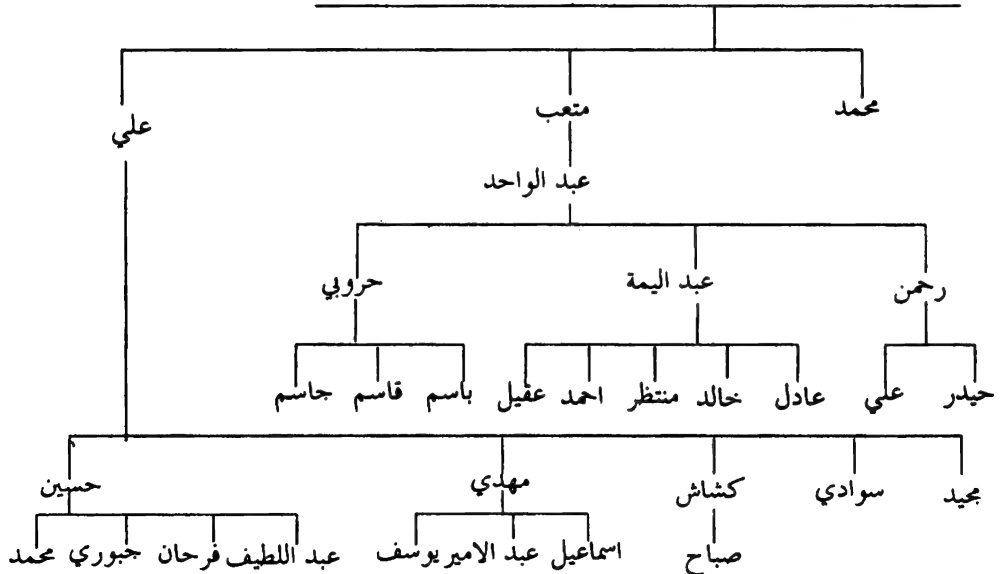 محمد متعب علي
عبد الواحد
رحمن عبد اليمة حروبي
حيدر علي عادل خالد منتظر احمد عقيل باسم قاسم جاسم
مجيد سوادي كشاش مهدي حسين
صباح اسماعيل عبد الامير يوسف عبد اللطيف فرحان جبوري محمد